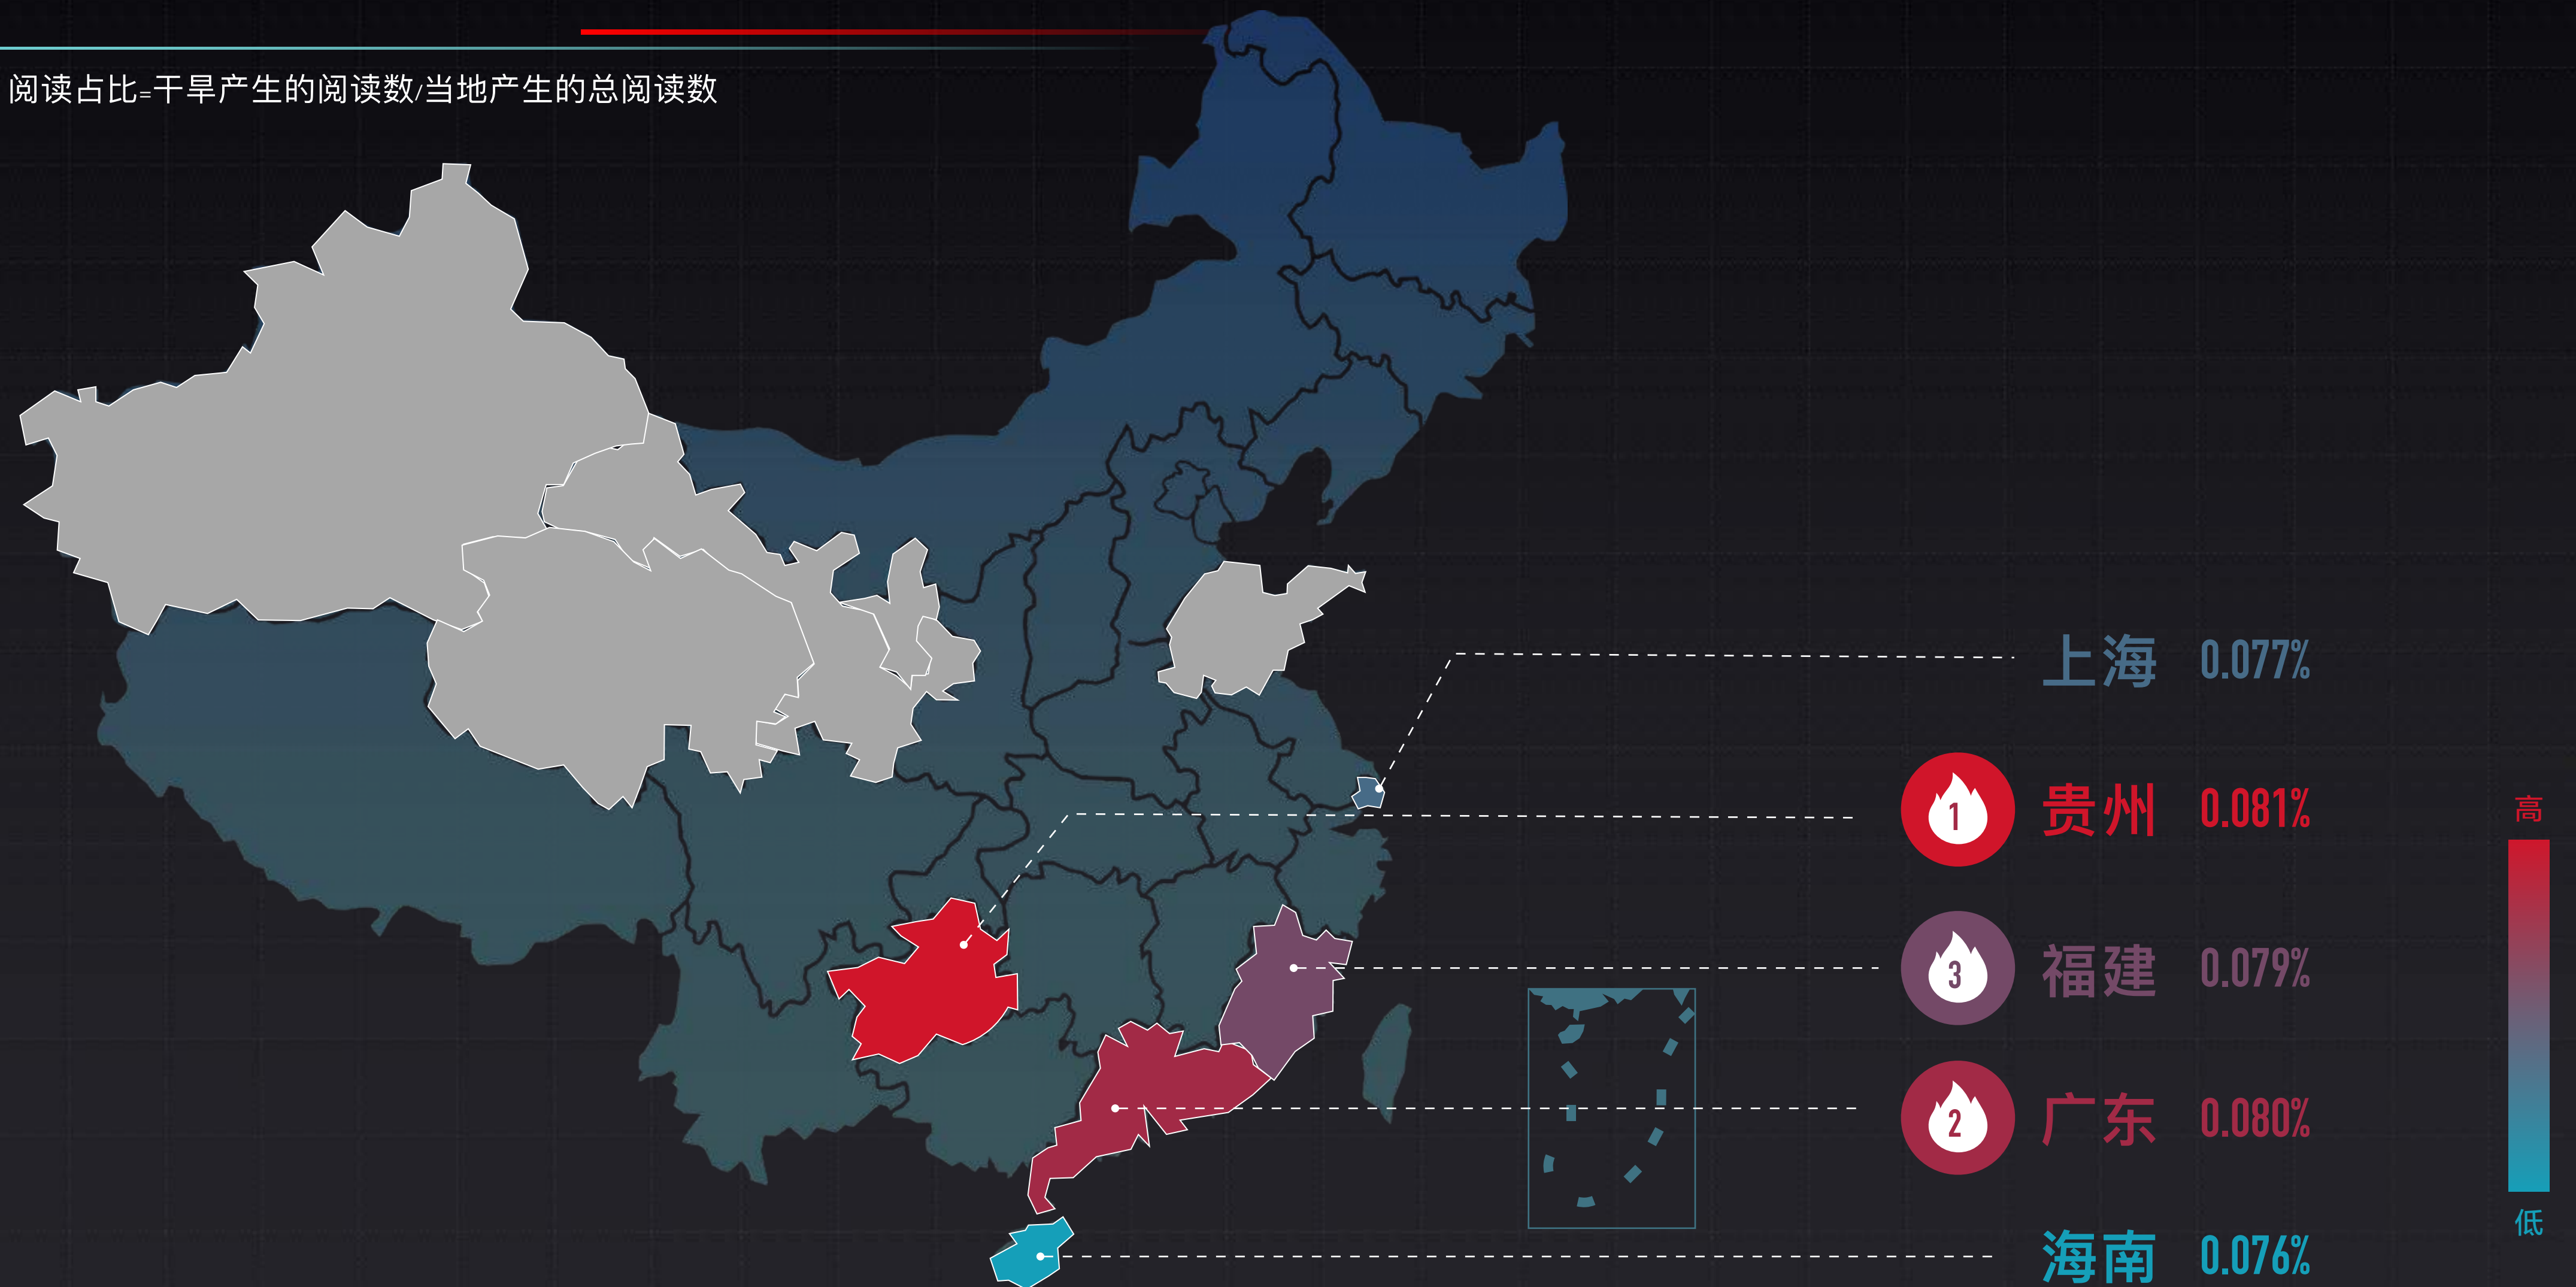 阅读占比=干旱产生的阅读数/当地产生的总阅读数
上海 0.077%
1 贵州 0.081%
高
3 福建 0.079%
2 广东 0.080%
低
海南 0.076%